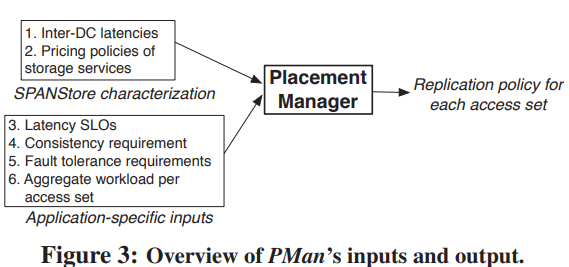 1. Inter-DC latencies
2. Pricing policies of
storage services
SPANStore characterization
3. Latency SLOs
4. Consistency requirement
5. Fault tolerance requirements
6. Aggregate workload per
access set
Application-specific inputs
Placement
Manager
Replication policy for
each access set
Figure 3: Overview of PMan's inputs and output.